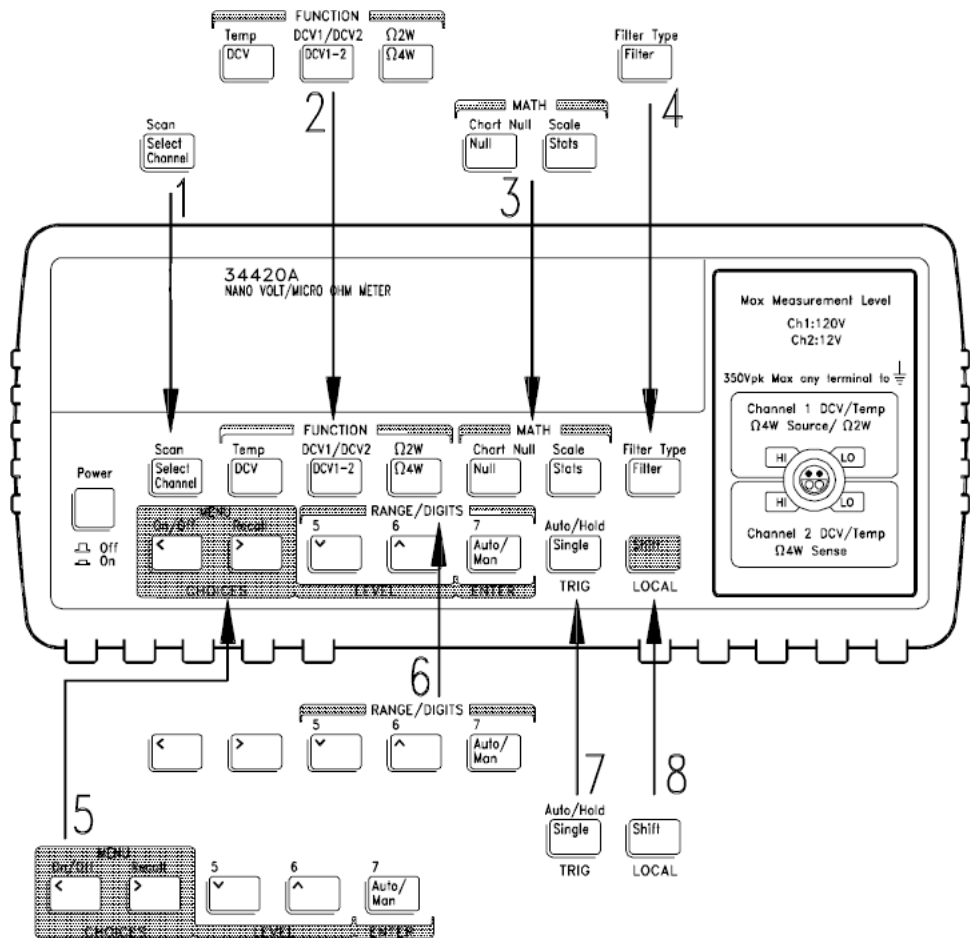 FUNCTION
Temp DCV1/DCV2 Ω2W
DCV DCV1-2 Ω4W
Filter Type
Filter
2
4
MATH
Chart Null Scale
Null Stats
Scan
Select
Channel
1
3
34420A
NANO VOLT/MICRO OHM METER
Max Measurement Level
Ch1:120V
Ch2:12V
350Vpk Max any terminal to
Channel 1 DCV/Temp
Ω4W Source/ Ω2W
HI LO
HI LO
Channel 2 DCV/Temp
Ω4W Sense
FUNCTION MATH
Scan Temp DCV1/DCV2 Ω2W Chart Null Scale Filter Type
Select
Channel
DCV DCV1-2 Ω4W Null Stats Filter
Power
Off
On
MENU RANGE/DIGITS
On/Off Recall 5 6 7 Auto/Hold
< > ˅ ^ Auto/
Man
Single Shift
CHOICES LEVEL ENTER TRIG LOCAL
6
RANGE/DIGITS
5 6 7
< > ˅ ^ Auto/
Man
7
8
Auto/Hold
Single Shift
TRIG LOCAL
5
MENU
On/Off Recall 5 6 7
< > ˅ ^ Auto/
Man
CHOICES LEVEL ENTER